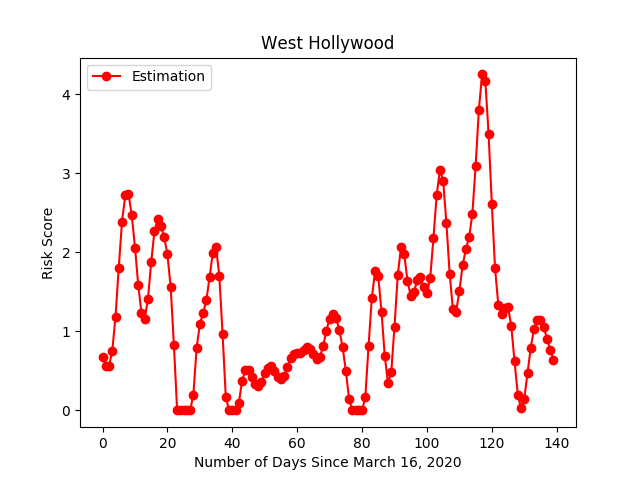 West Hollywood
Estimation
Risk Score
4
3
2
1
0
0 20 40 60 80 100 120 140
Number of Days Since March 16, 2020